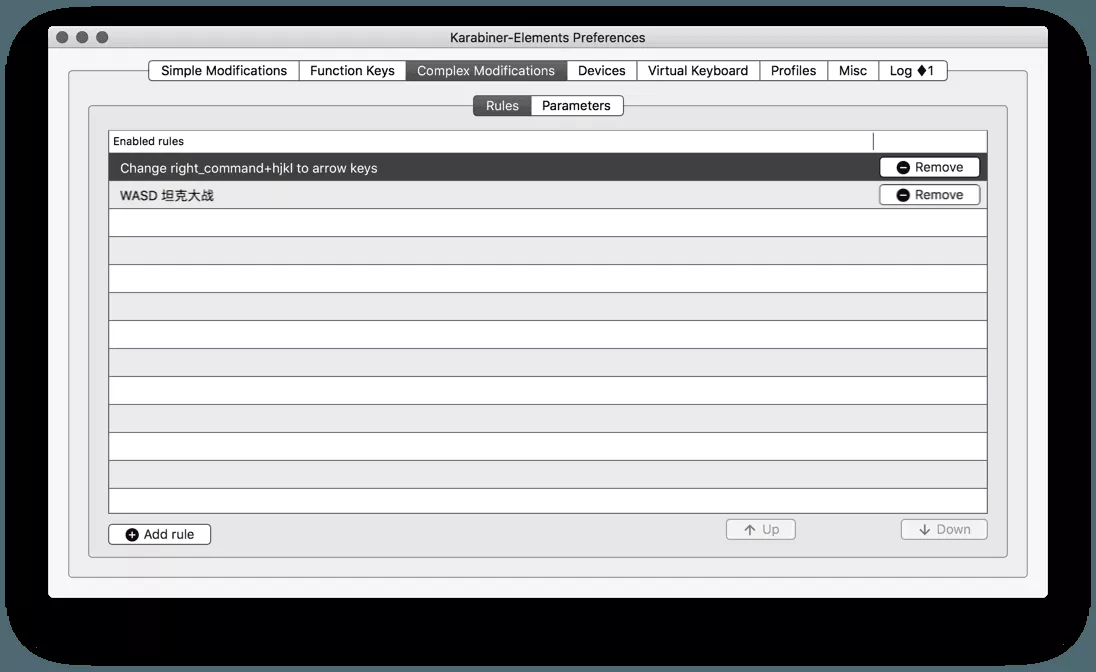 Karabiner-Elements Preferences
Simple Modifications Function Keys Complex Modifications Devices Virtual Keyboard Profiles Misc Log ♦1
Rules Parameters
Enabled rules
Change right_command+hjkl to arrow keys Remove
WASD 坦克大战 Remove
Add rule Up Down